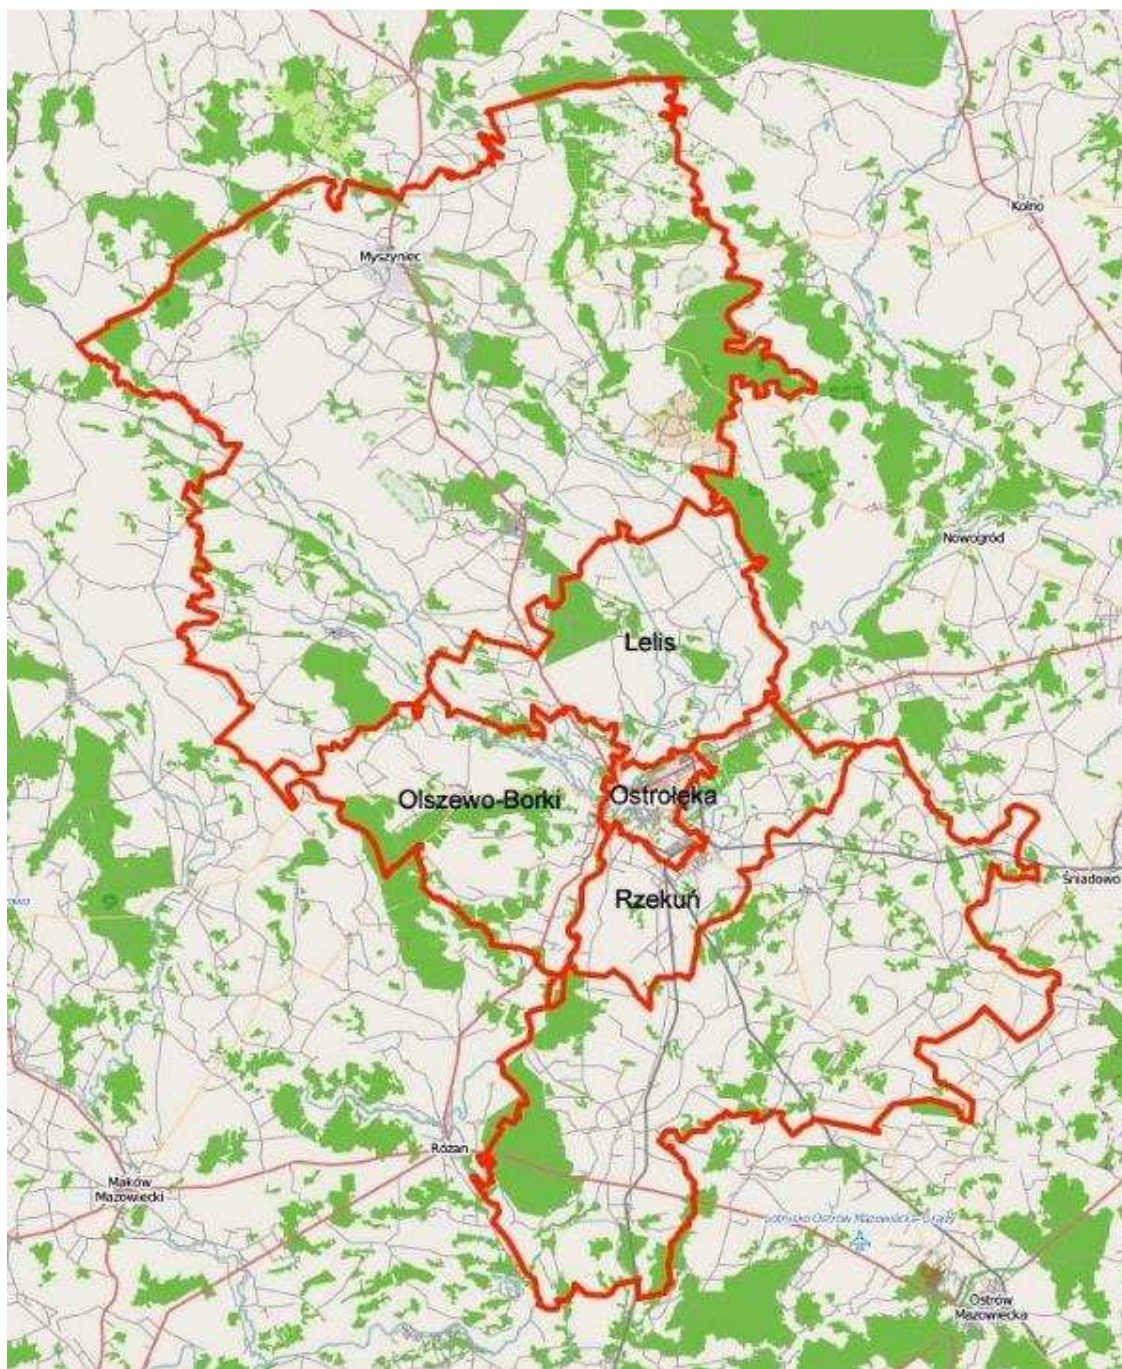 Kolno
Myszyniec
Nowogród
Lelis
Olszewo-Borki
Ostrołęka
Śniadowo
Rzekuń
Różan
Maków
Mazowiecki
Ostrów
Mazowiecka